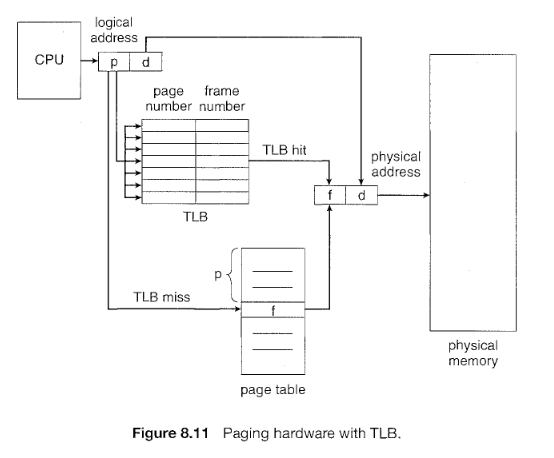 logical
address
CPU
p d
page frame
number number
TLB hit
physical
address
f d
TLB
p
TLB miss
f
physical
memory
page table
Figure 8.11 Paging hardware with TLB.